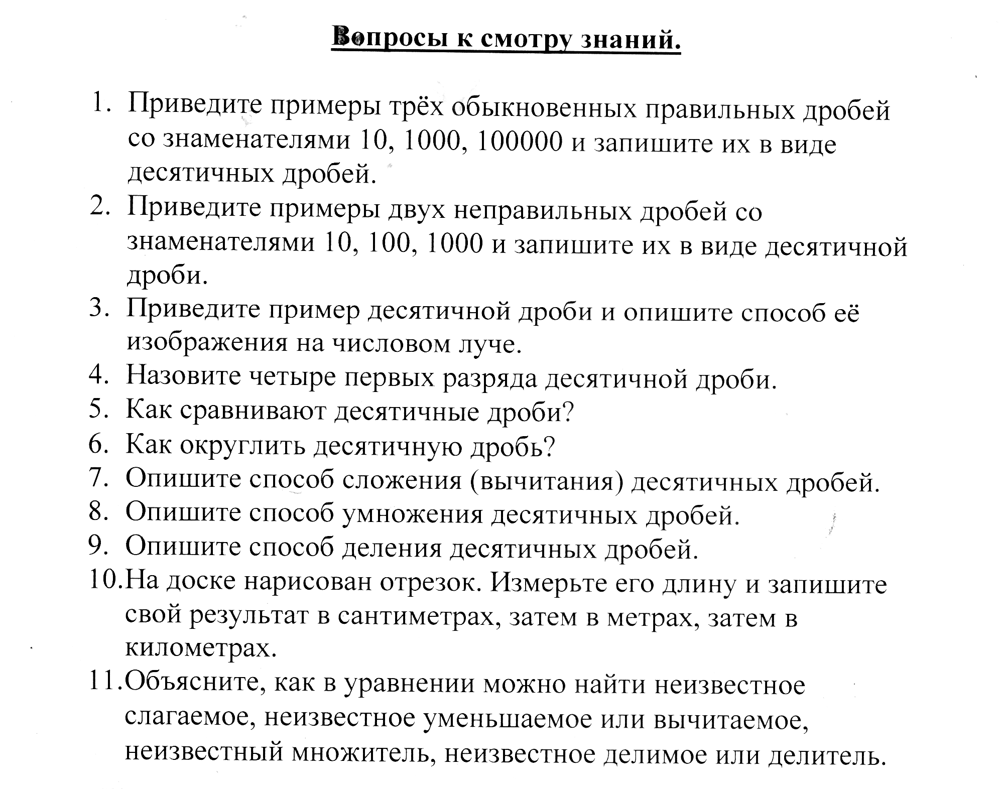 Вопросы к смотру знаний.
1. Приведите примеры трёх обыкновенных правильных дробей
со знаменателями 10, 1000, 100000 и запишите их в виде
десятичных дробей.
2. Приведите примеры двух неправильных дробей со
знаменателями 10, 100, 1000 и запишите их в виде десятичной
дроби.
3. Приведите пример десятичной дроби и опишите способ её
изображения на числовом луче.
4. Назовите четыре первых разряда десятичной дроби.
5. Как сравнивают десятичные дроби?
6. Как округлить десятичную дробь?
7. Опишите способ сложения (вычитания) десятичных дробей.
8. Опишите способ умножения десятичных дробей.
9. Опишите способ деления десятичных дробей.
10.На доске нарисован отрезок. Измерьте его длину и запишите
свой результат в сантиметрах, затем в метрах, затем в
километрах.
11.Объясните, как в уравнении можно найти неизвестное
слагаемое, неизвестное уменьшаемое или вычитаемое,
неизвестный множитель, неизвестное делимое или делитель.